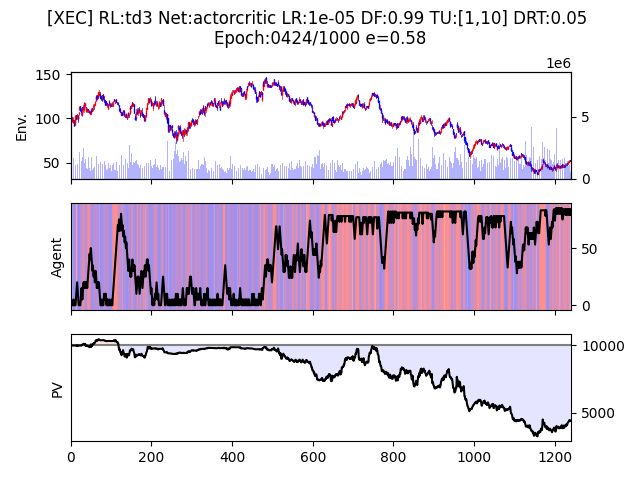 [XEC] RL:td3 Net:actorcritic LR:1e-05 DF:0.99 TU:[1,10] DRT:0.05
Epoch:0424/1000 e=0.58
1e6
150
100
50
Env.
5
0
Agent
50
0
PV
10000
5000
0 200 400 600 800 1000 1200